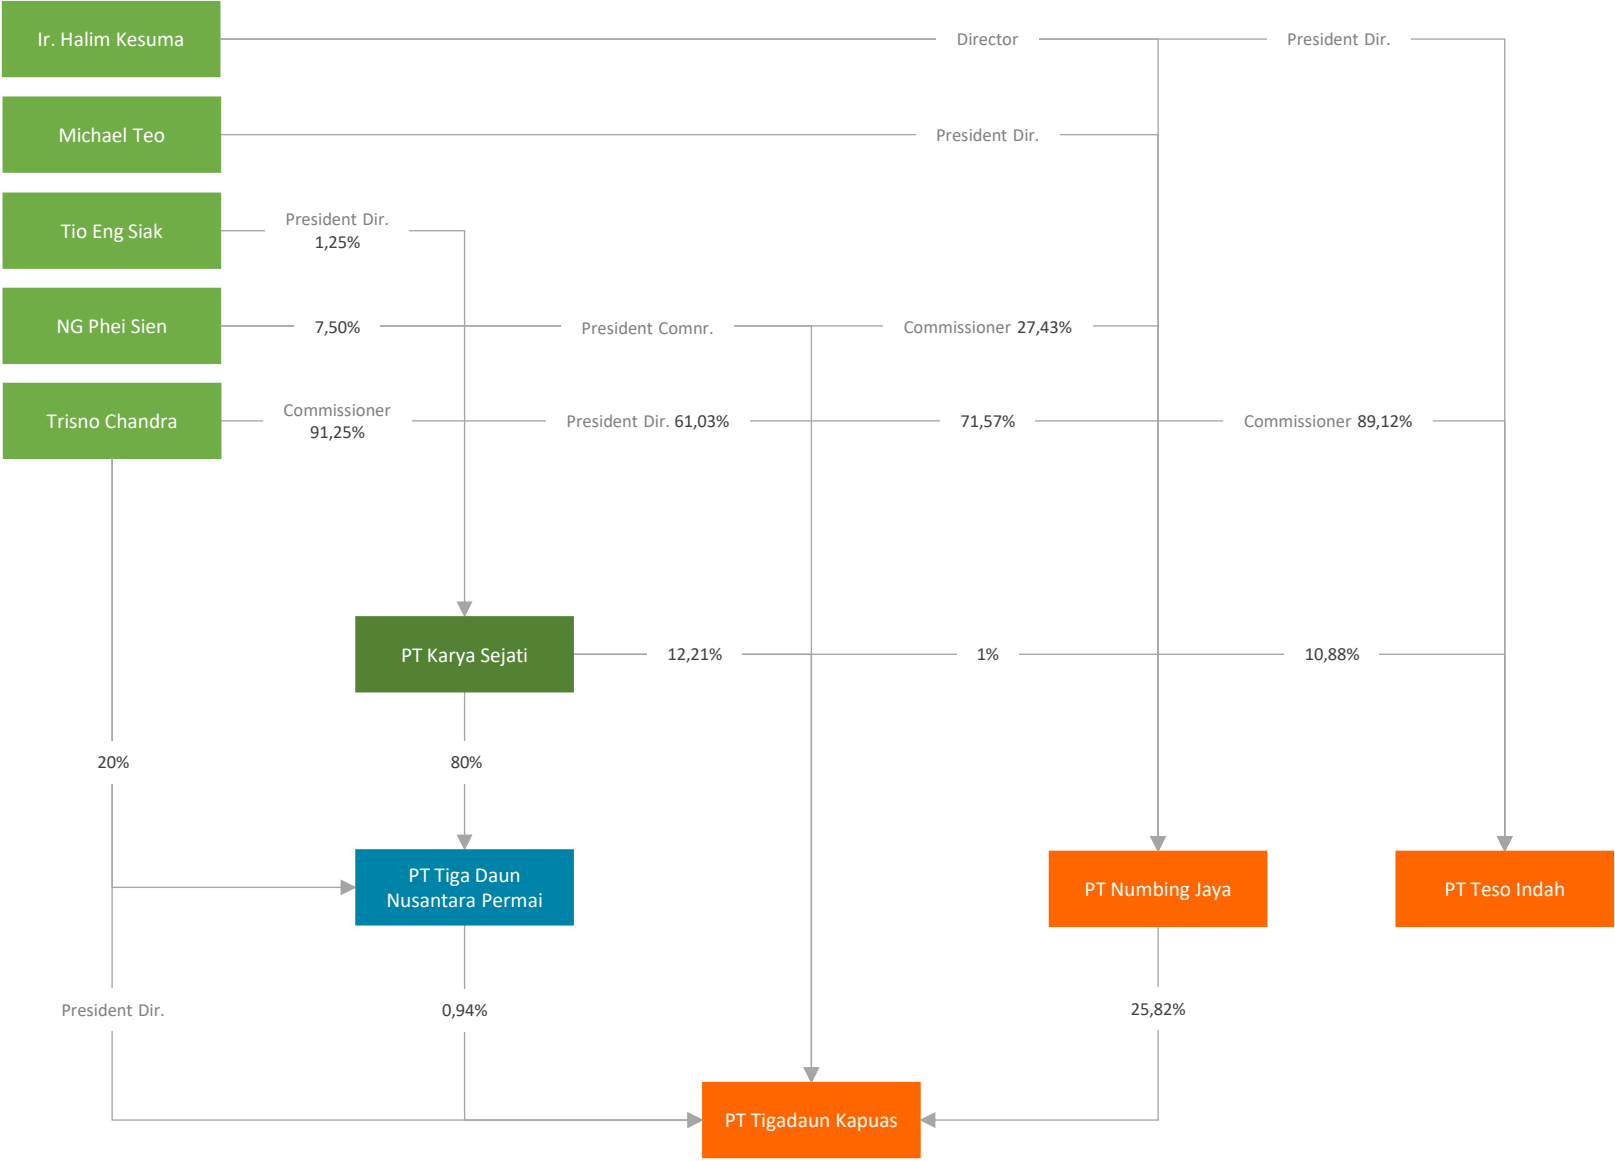 Ir. Halim Kesuma
Director
President Dir.
Michael Teo
President Dir.
Tio Eng Siak
President Dir.
1,25%
NG Phei Sien
7,50%
President Comnr.
Commissioner 27,43%
Trisno Chandra
Commissioner
91,25%
President Dir. 61,03%
71,57%
Commissioner 89,12%
PT Karya Sejati
12,21%
1%
10,88%
20%
80%
PT Tiga Daun
Nusantara Permai
PT Numbing Jaya
PT Teso Indah
President Dir.
0,94%
25,82%
PT Tigadaun Kapuas